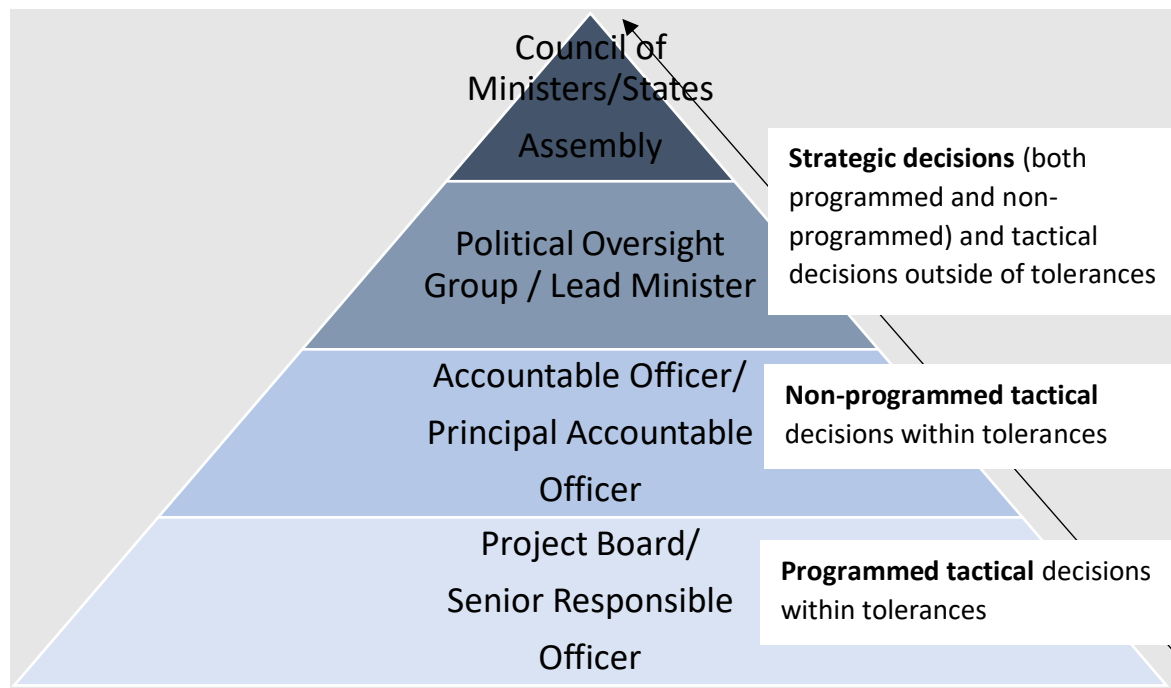 Council of
Ministers/States
Assembly
Strategic decisions (both
programmed and non-
programmed) and tactical
decisions outside of tolerances
Political Oversight
Group / Lead Minister
Accountable Officer/
Principal Accountable
Officer
Non-programmed tactical
decisions within tolerances
Project Board/
Senior Responsible
Officer
Programmed tactical decisions
within tolerances